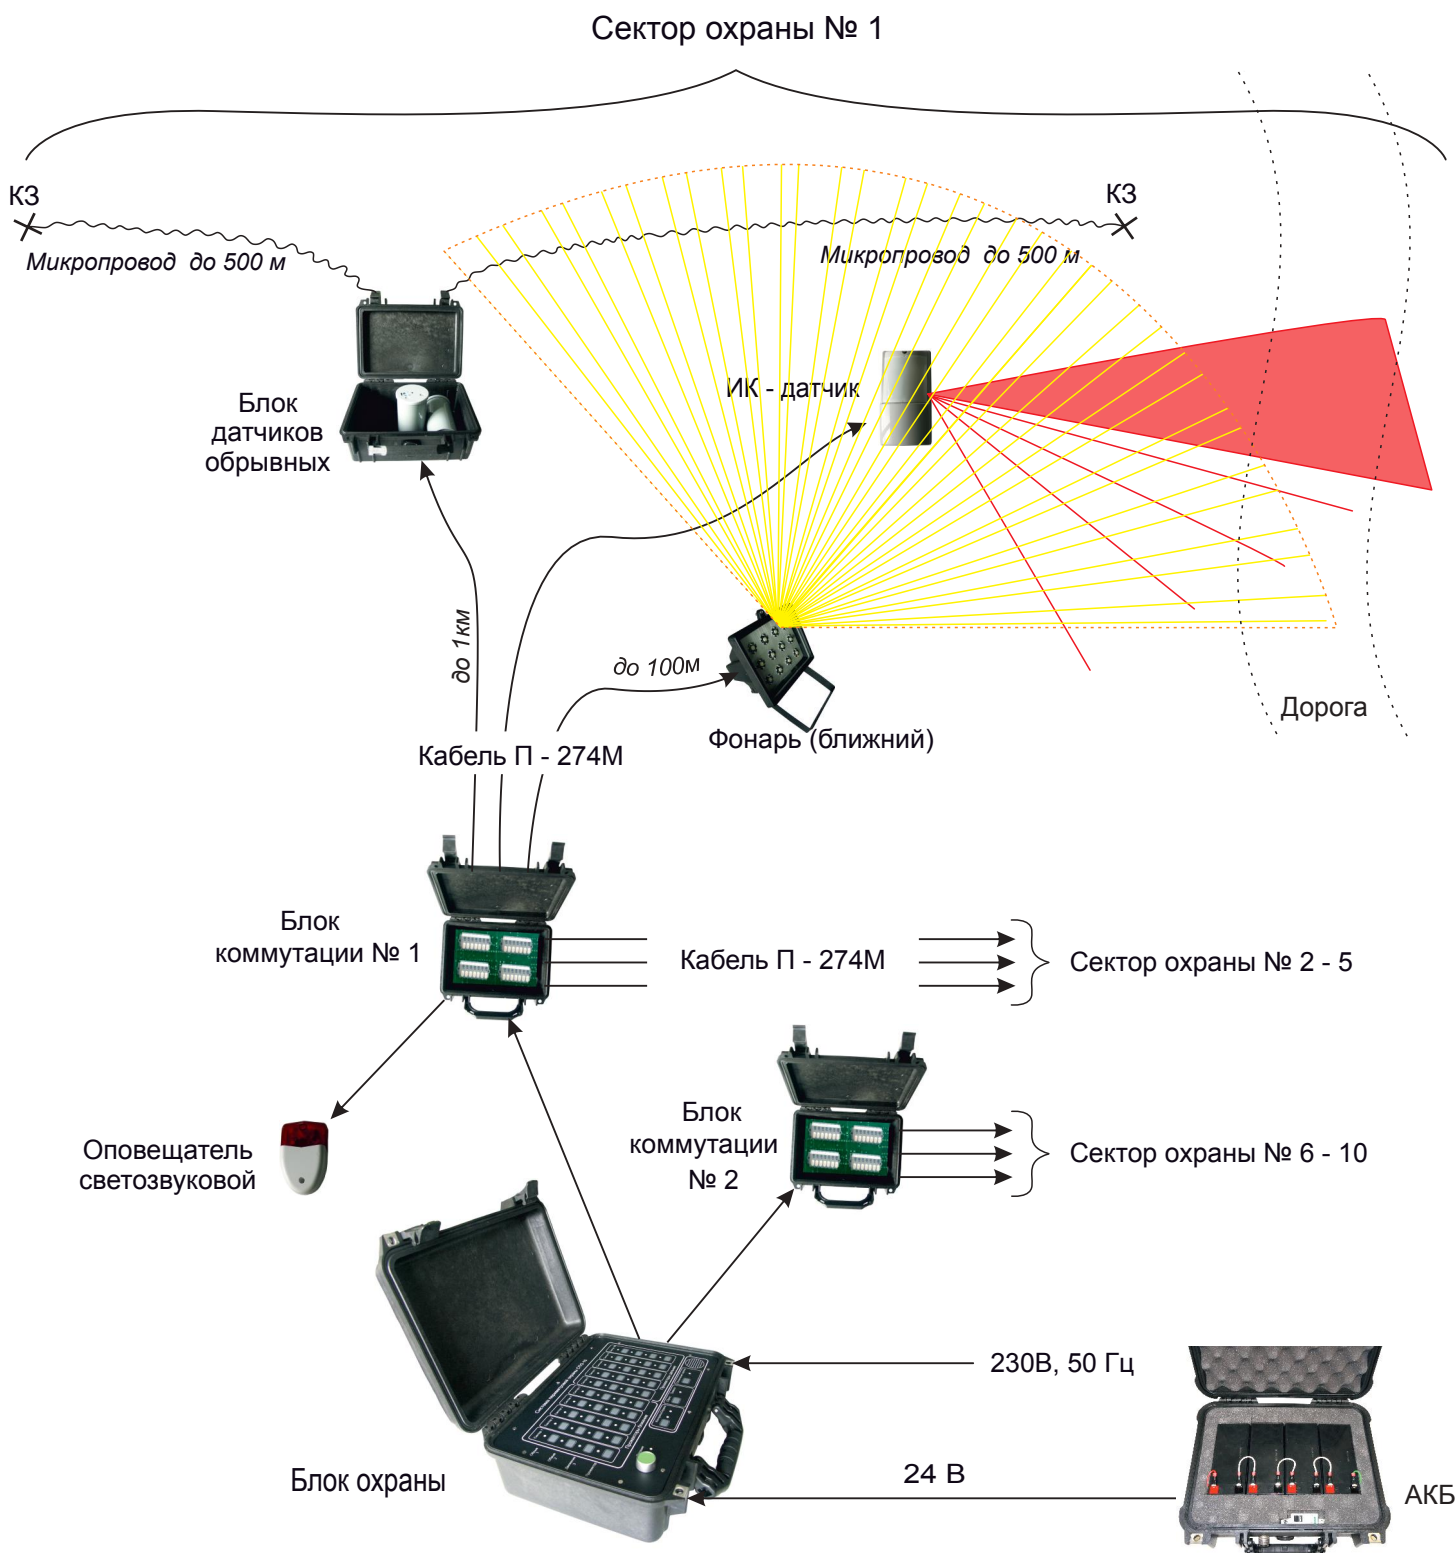 Сектор охраны № 1
КЗ
КЗ
Микропровод до 500 м
Микропровод до 500 м
ИК - датчик
Блок
датчиков
обрывных
до 1км
до 100м
Дорога
Фонарь (ближний)
Кабель П - 274М
Блок
коммутации № 1
Кабель П - 274М
Сектор охраны № 2 - 5
Блок
коммутации
№ 2
Сектор охраны № 6 - 10
Оповещатель
светозвуковой
230В, 50 Гц
24 В
Блок охраны
АКБ